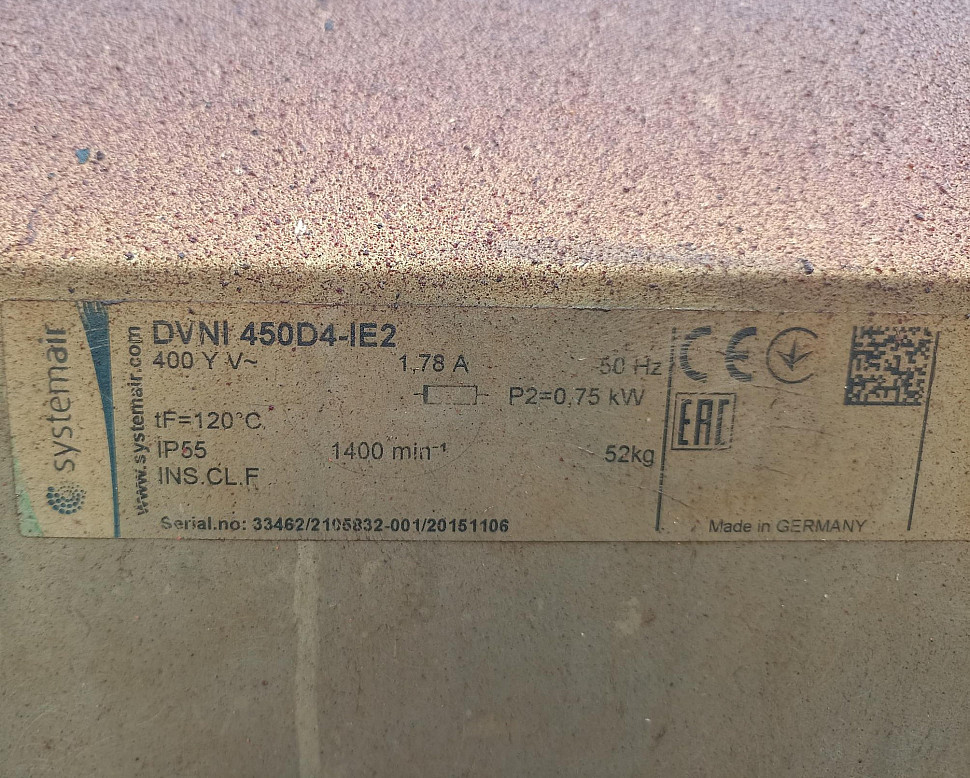 systemair
www.systemair.com
DVNI 450D4-IE2
400 Y V~ 1,78 A 50 Hz
P2=0,75 kW
tF=120°C
IP55 1400 min⁻¹ 52kg
INS.CL.F
Serial.no: 33462/2105832-001/20151106
CE
EAC
Made in GERMANY